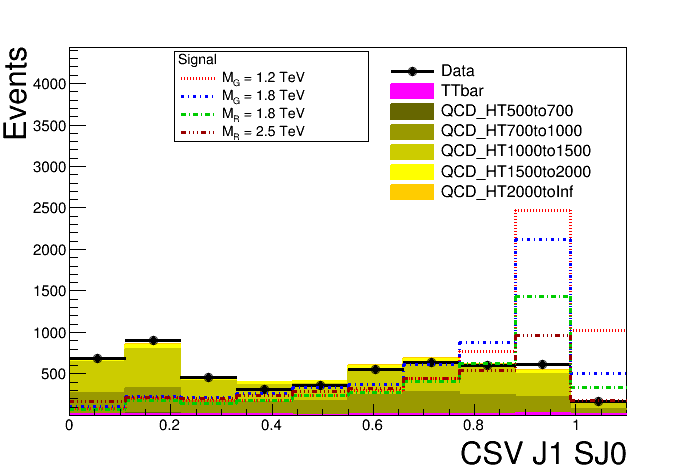 Events
4000
3500
3000
2500
2000
1500
1000
500
0
0.2
0.4
0.6
0.8
1
CSV J1 SJ0
Signal
M_G = 1.2 TeV
M_G = 1.8 TeV
M_R = 1.8 TeV
M_R = 2.5 TeV
Data
TTbar
QCD_HT500to700
QCD_HT700to1000
QCD_HT1000to1500
QCD_HT1500to2000
QCD_HT2000toInf